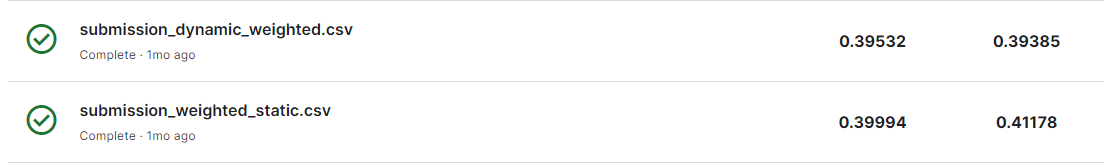 submission_dynamic_weighted.csv
Complete · 1mo ago
0.39532 0.39385
submission_weighted_static.csv
Complete · 1mo ago
0.39994 0.41178